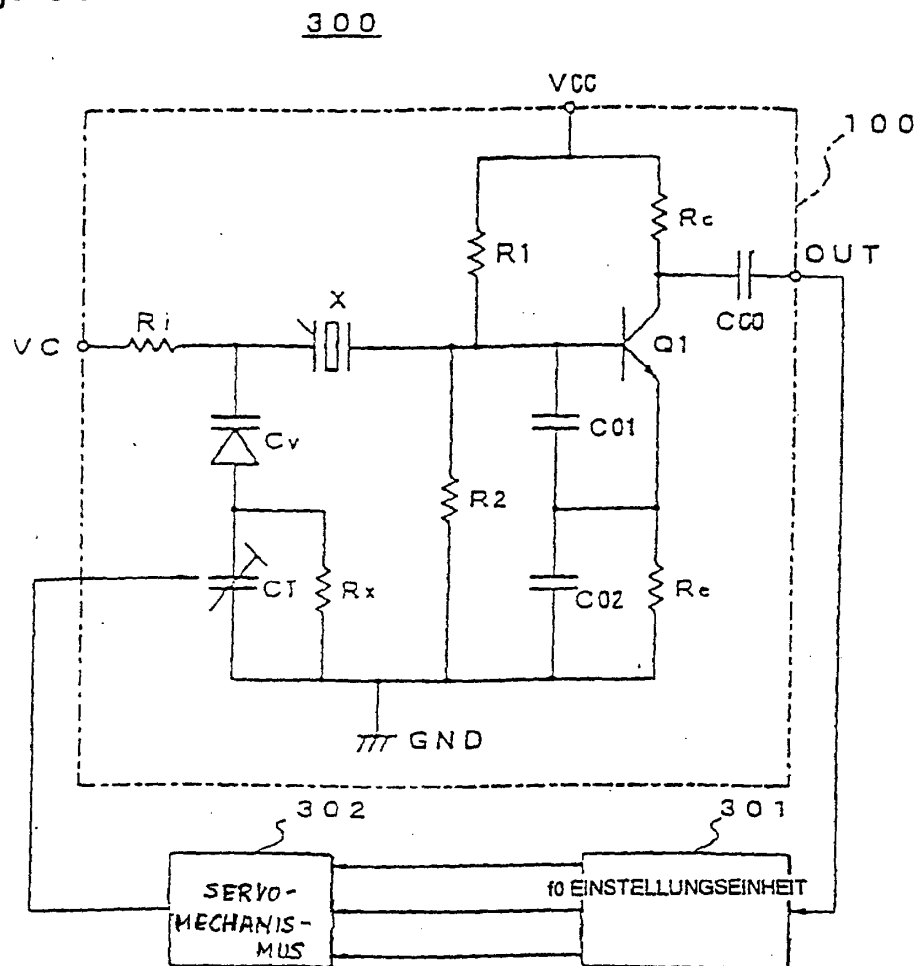 300
VCC
100
Rc
R1
OUT
X
CC0
Ri
VC
Q1
Cv
C01
R2
CT
Rx
C02
Re
GND
302
301
SERVO-
MECHANIS-
MUS
f0 EINSTELLUNGSEINHEIT